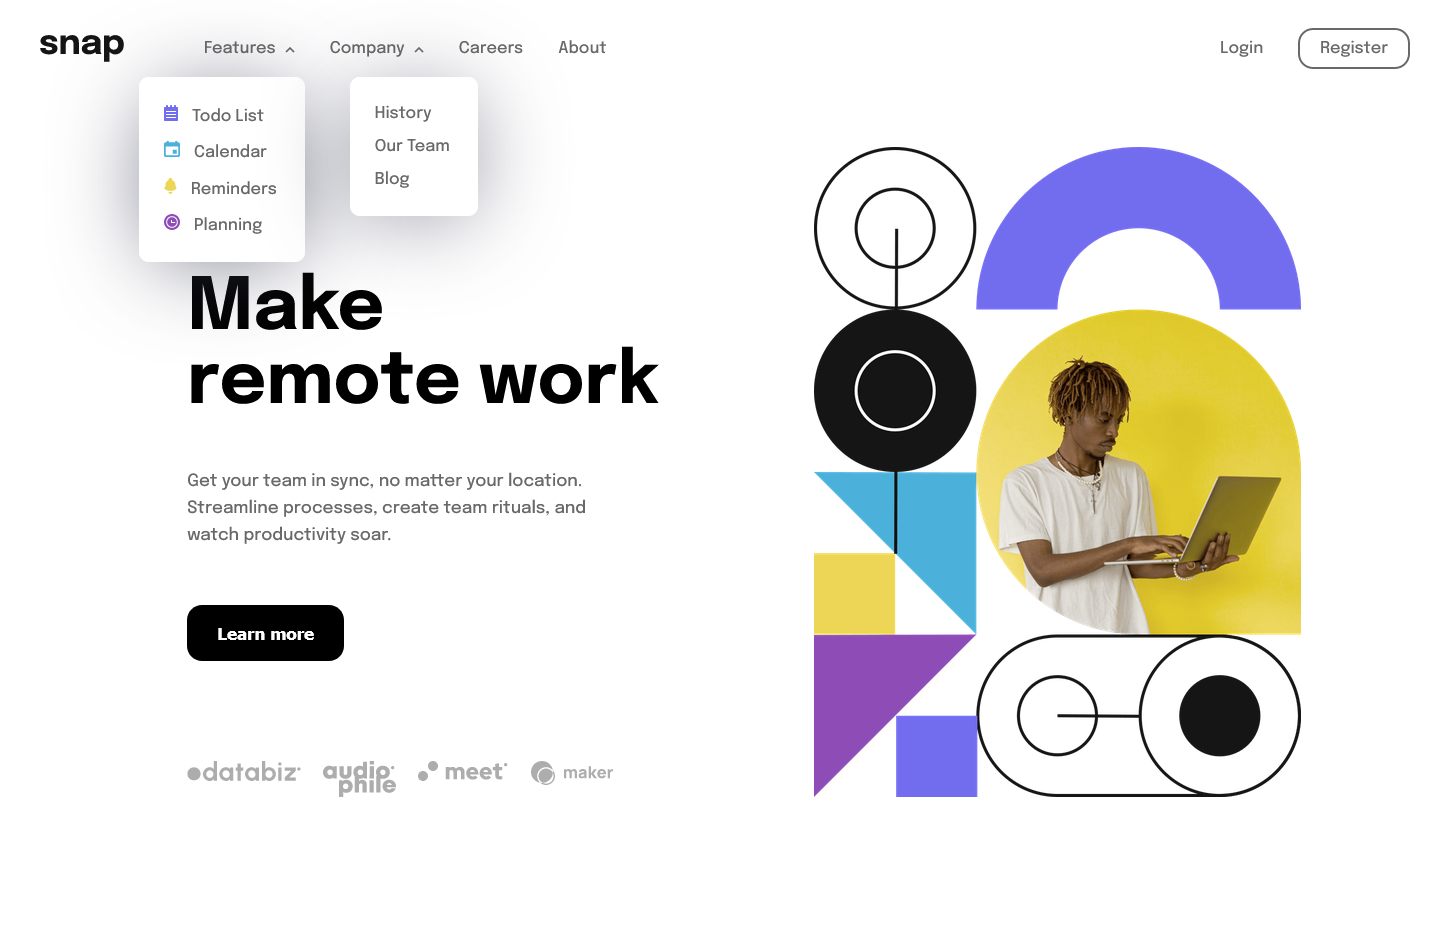 snap
Features
Company
Careers
About
Login
Register
Todo List
Calendar
Reminders
Planning
History
Our Team
Blog
Make
remote work
Get your team in sync, no matter your location.
Streamline processes, create team rituals, and
watch productivity soar.
Learn more
databiz
audiophile
meet
maker